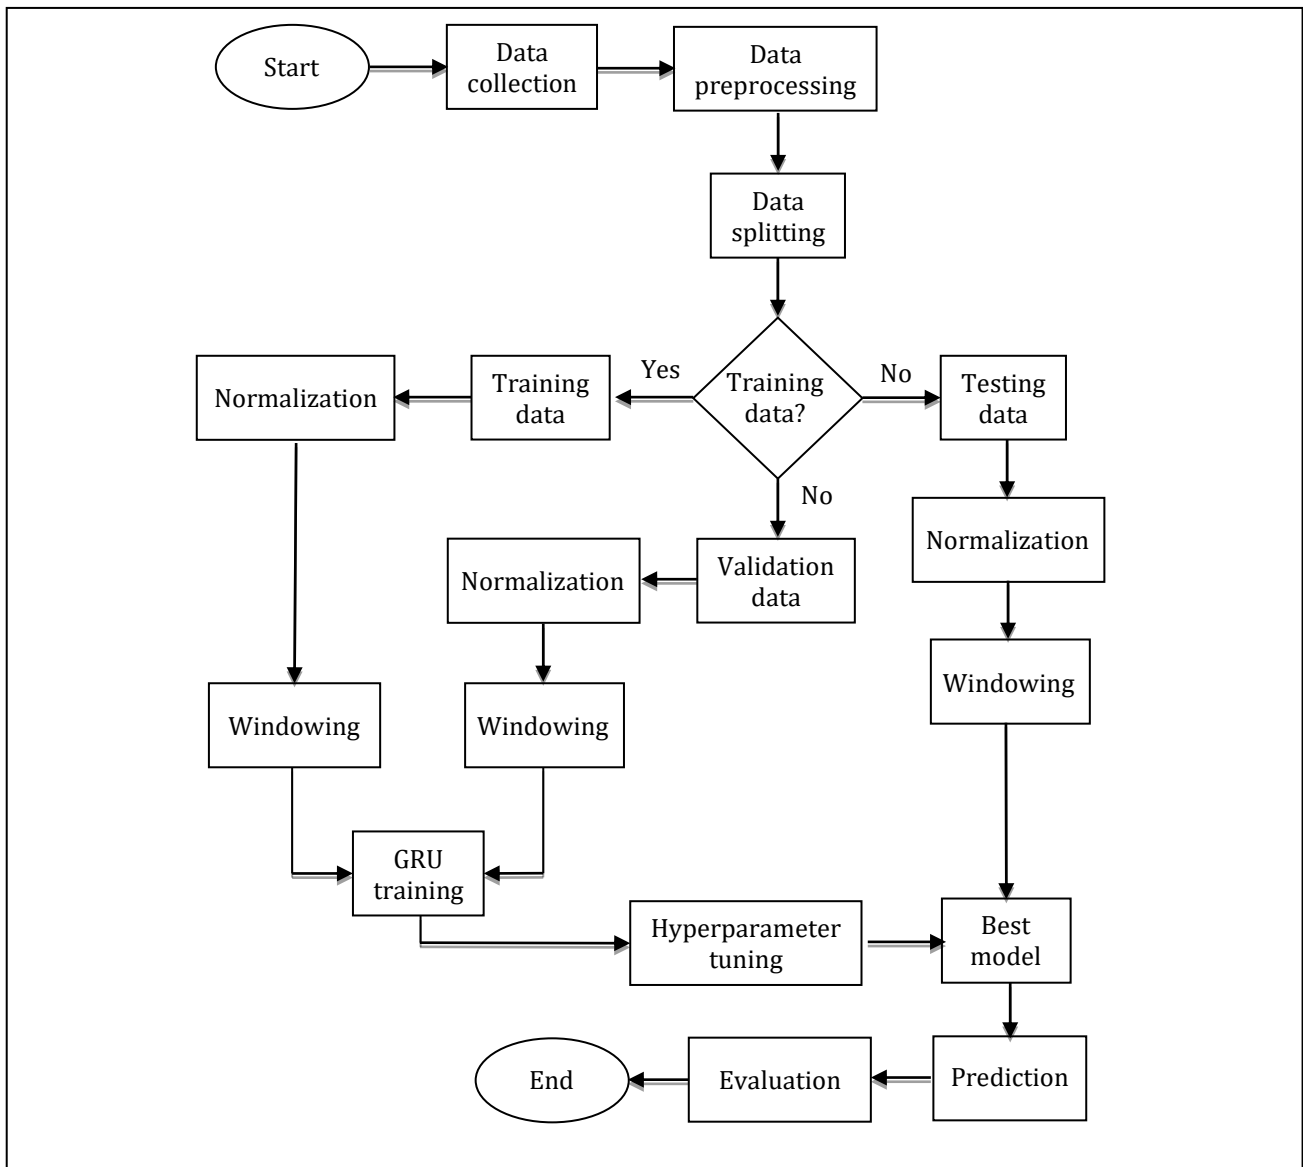 Start
Data
collection
Data
preprocessing
Data
splitting
Normalization
Training
data
Yes
Training
data?
No
Testing
data
No
Normalization
Normalization
Validation
data
Windowing
Windowing
Windowing
GRU
training
Hyperparameter
tuning
Best
model
End
Evaluation
Prediction